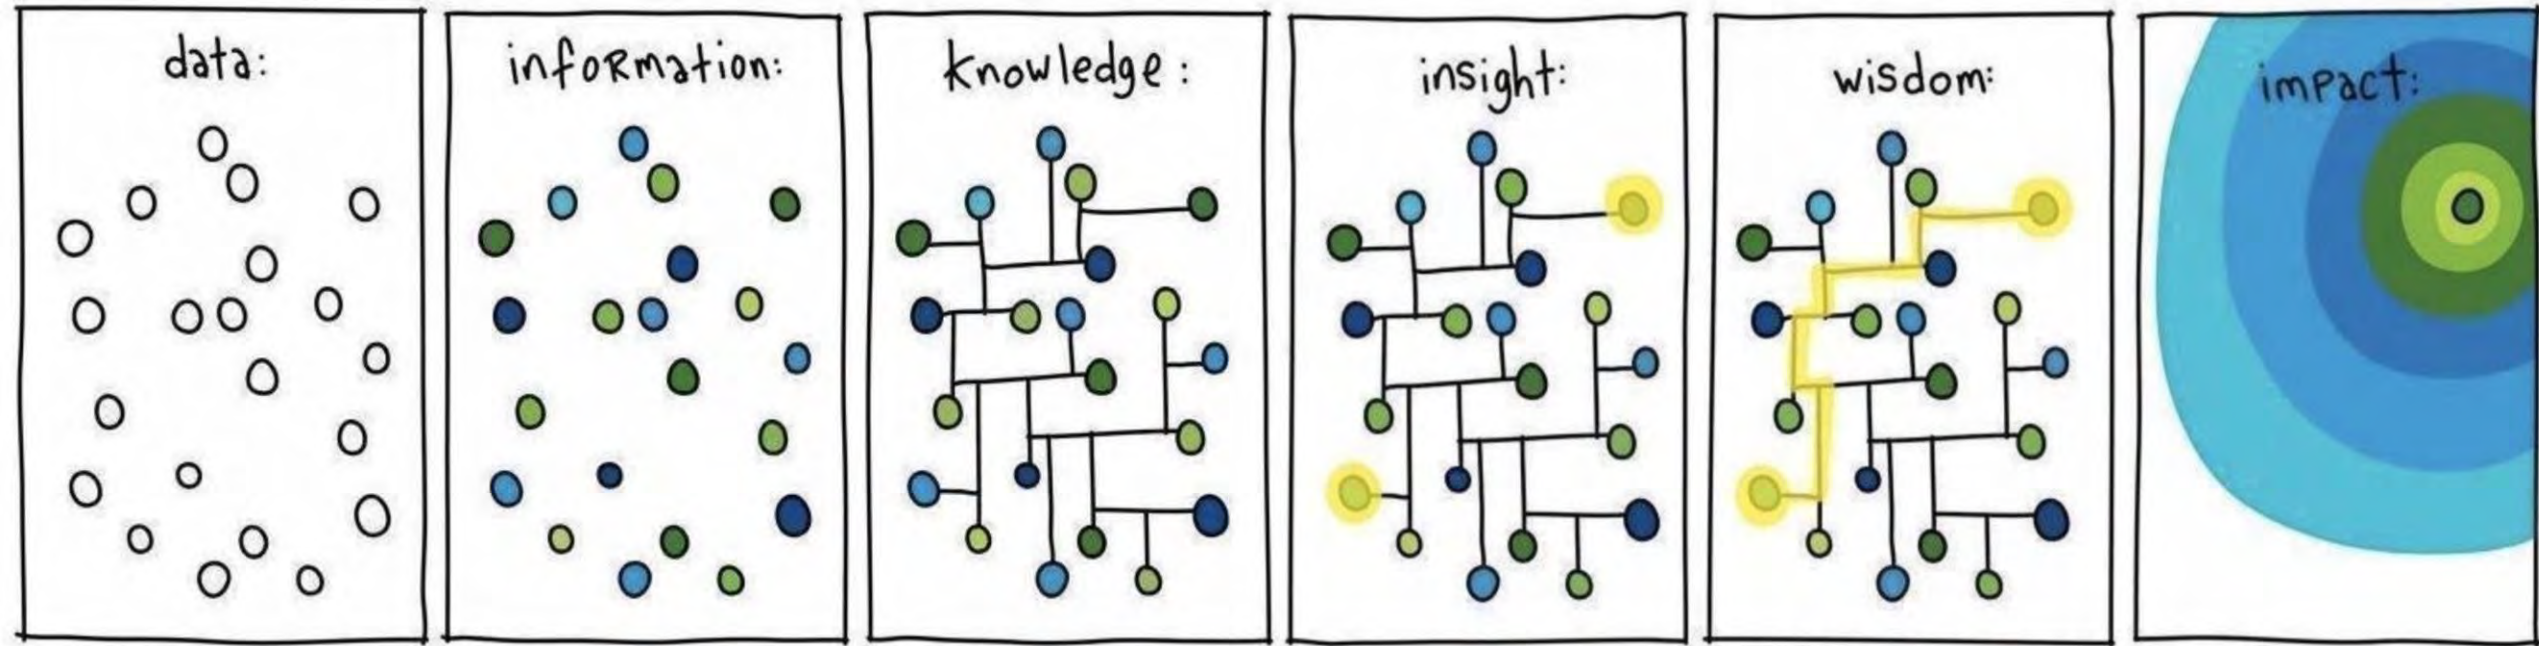 data:
information:
knowledge:
insight:
wisdom:
impact: